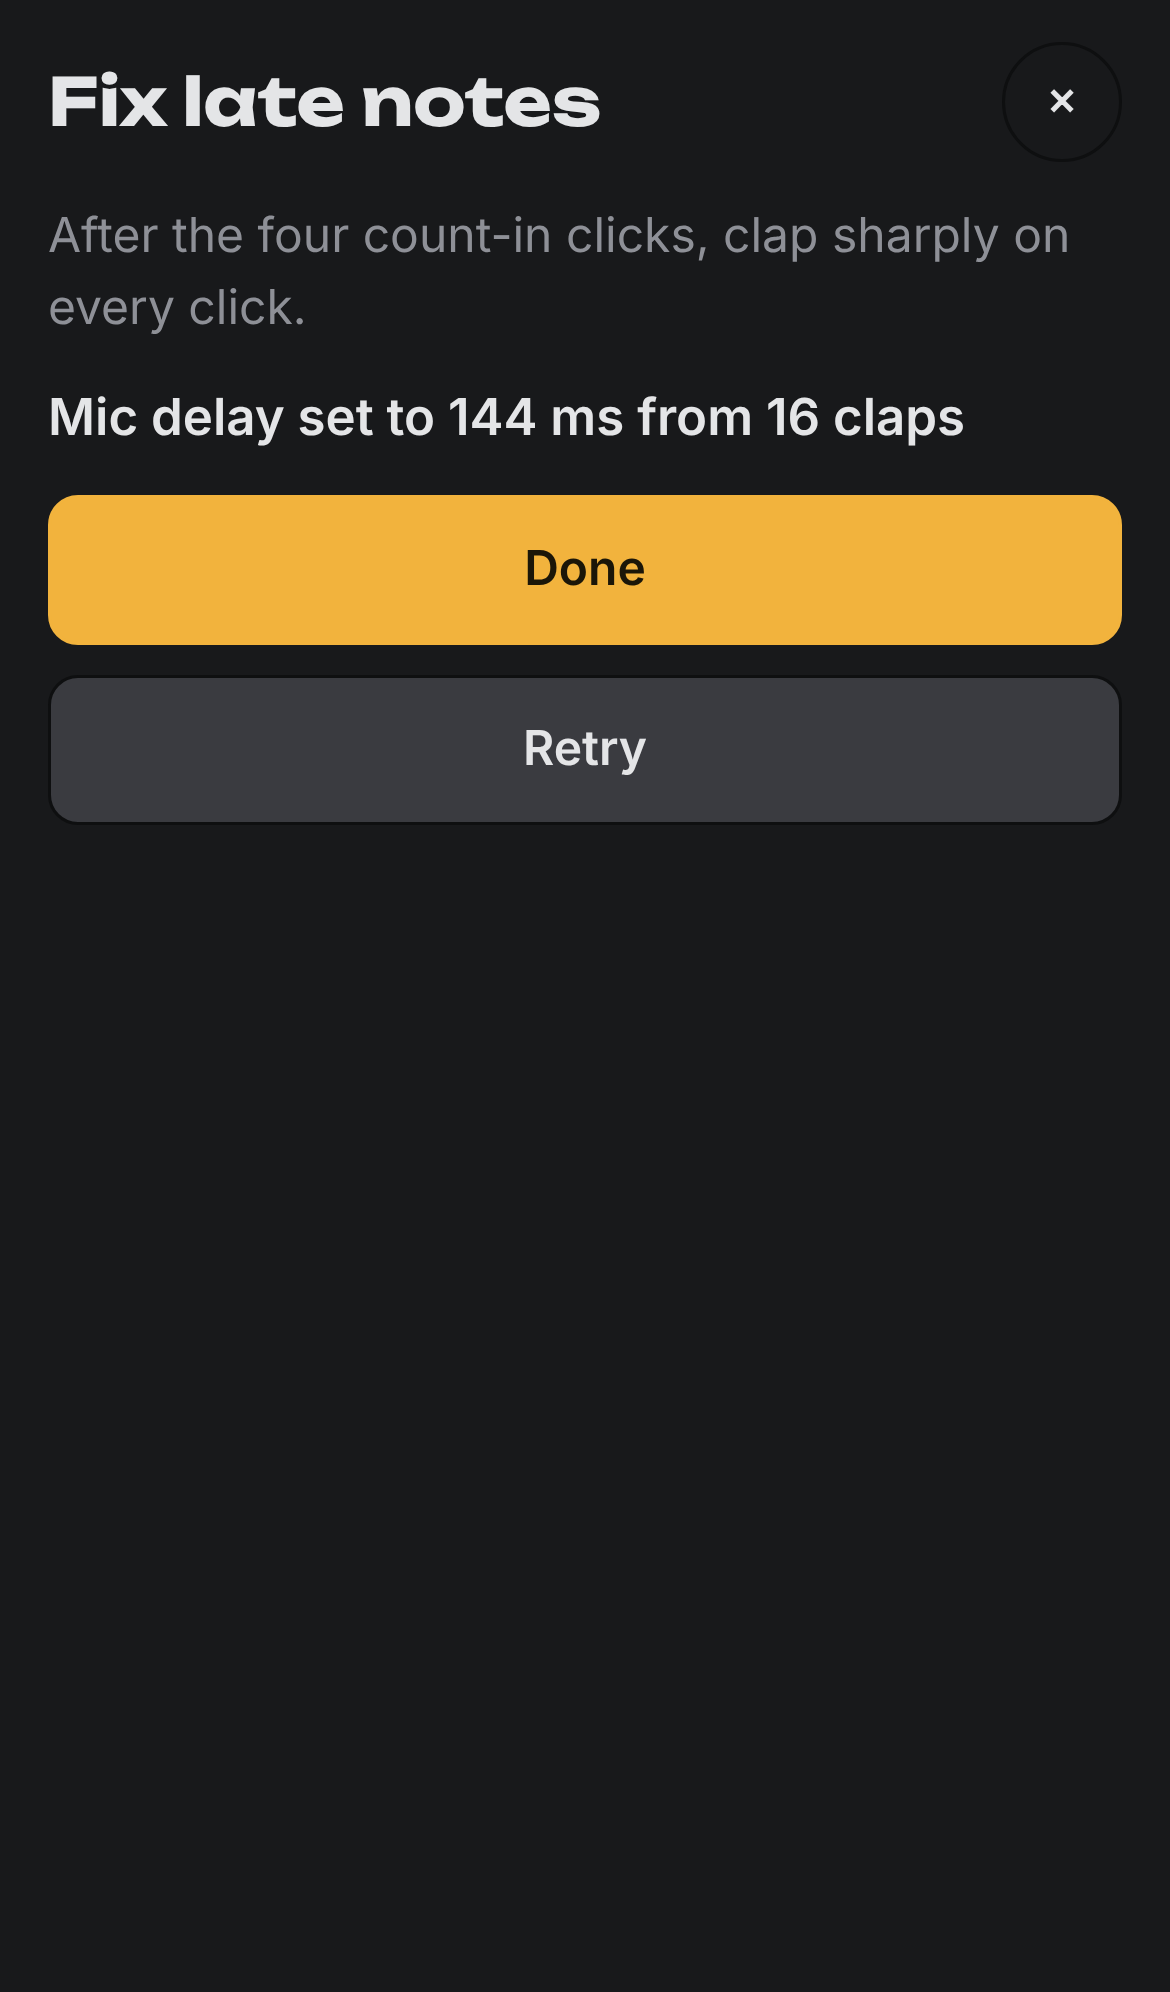 Fix late notes
×
After the four count-in clicks, clap sharply on
every click.
Mic delay set to 144 ms from 16 claps
Done
Retry